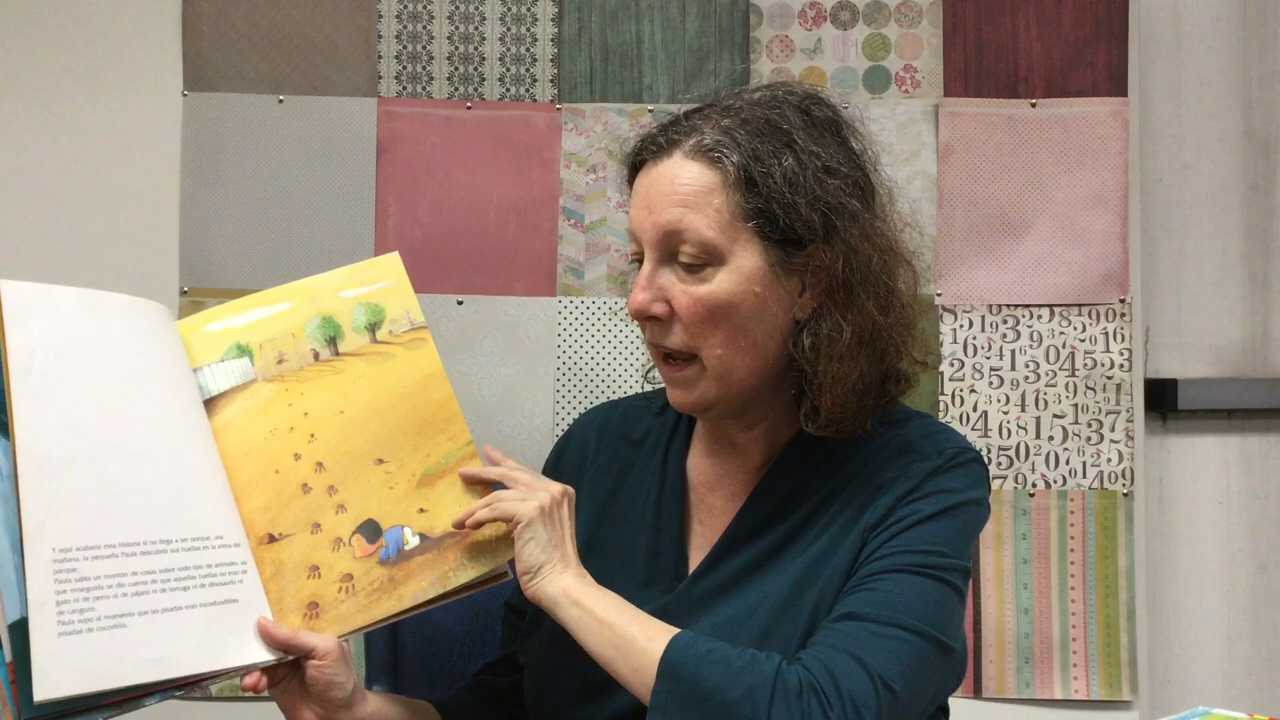 Y aquí acabaría esta historia si no llega a ser porque, una
mañana, la pequeña Paula descubrió sus huellas en la arena del
parque.
Paula sabía un montón de cosas sobre todo tipo de animales, así
que enseguida se dio cuenta de que aquellas huellas no eran de
gato ni de perro ni de pájaro ni de tortuga ni de dinosaurio ni
de canguro.
Paula supo al momento que las pisadas eran inconfundibles
pisadas de cocodrilo.